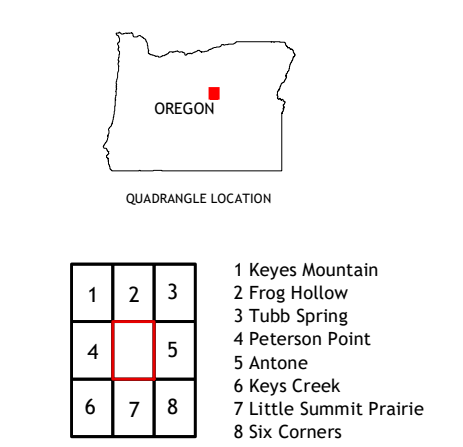 OREGON
QUADRANGLE LOCATION
1 2 3
4 5
6 7 8
1 Keyes Mountain
2 Frog Hollow
3 Tubb Spring
4 Peterson Point
5 Antone
6 Keys Creek
7 Little Summit Prairie
8 Six Corners